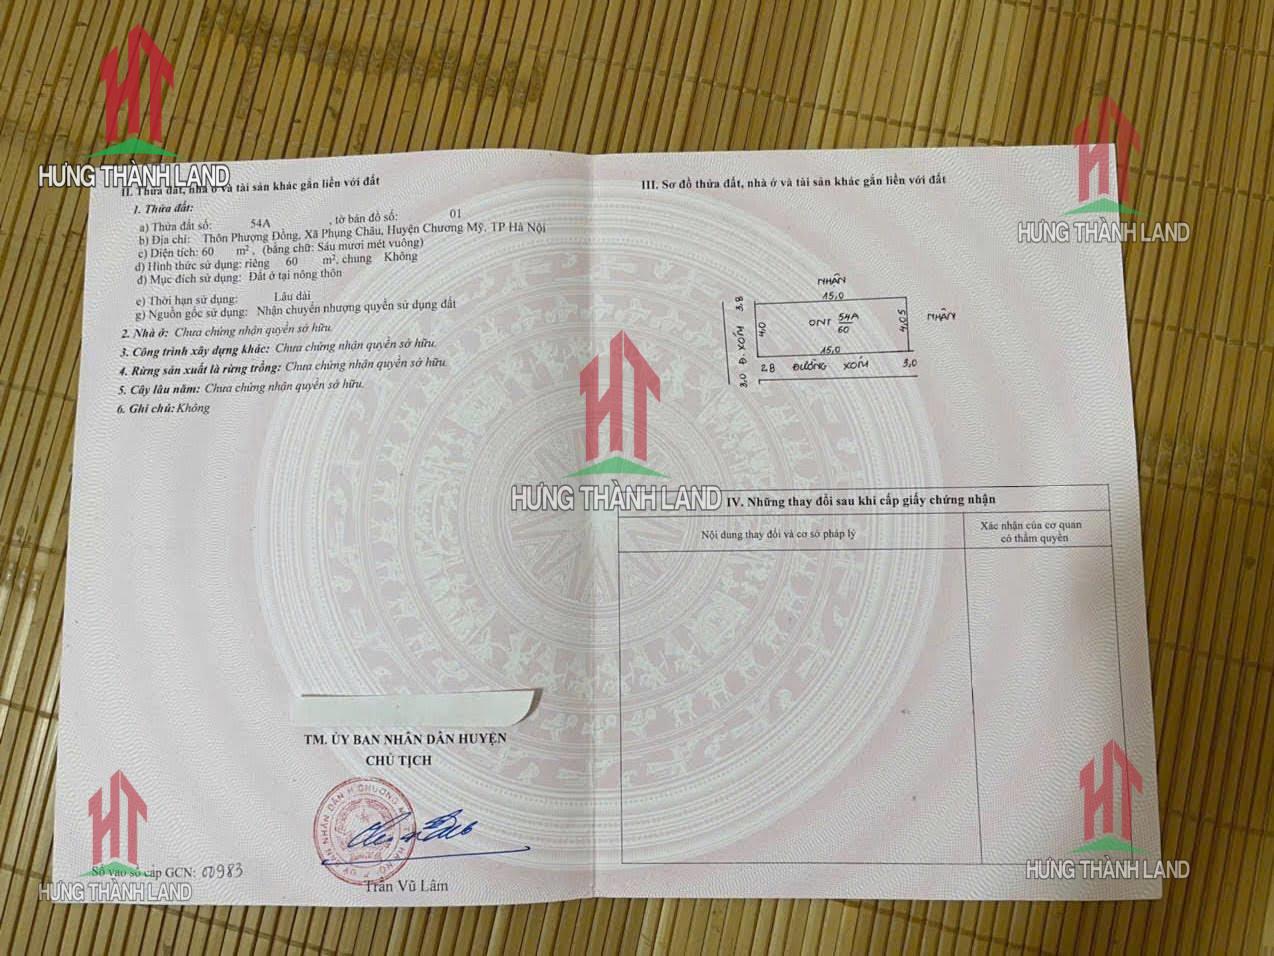 HƯNG THÀNH LAND
II. Thửa đất, nhà ở và tài sản khác gắn liền với đất
1. Thửa đất:
a) Thửa đất số: 54A , tờ bản đồ số: 01
b) Địa chỉ: Thôn Phượng Đồng, Xã Phụng Châu, Huyện Chương Mỹ, TP Hà Nội
c) Diện tích: 60 m², (bằng chữ: Sáu mươi mét vuông)
d) Hình thức sử dụng: riêng 60 m², chung Không
đ) Mục đích sử dụng: Đất ở tại nông thôn
e) Thời hạn sử dụng: Lâu dài
g) Nguồn gốc sử dụng: Nhận chuyển nhượng quyền sử dụng đất
2. Nhà ở: Chưa chứng nhận quyền sở hữu.
3. Công trình xây dựng khác: Chưa chứng nhận quyền sở hữu.
4. Rừng sản xuất là rừng trồng: Chưa chứng nhận quyền sở hữu.
5. Cây lâu năm: Chưa chứng nhận quyền sở hữu.
6. Ghi chú: Không
TM. ỦY BAN NHÂN DÂN HUYỆN
CHỦ TỊCH
Trần Vũ Lâm
Số vào sổ cấp GCN: 00983
HƯNG THÀNH LAND
HƯNG THÀNH LAND
III. Sơ đồ thửa đất, nhà ở và tài sản khác gắn liền với đất
HƯNG THÀNH LAND
NHÂN
15,0
3,0 Đ. XÓM 3,8
4,0
ONT 54A
60
4,05
NHÂN
15,0
2,8 ĐƯỜNG XÓM 3,0
IV. Những thay đổi sau khi cấp giấy chứng nhận
Nội dung thay đổi và cơ sở pháp lý
Xác nhận của cơ quan
có thẩm quyền
HƯNG THÀNH LAND